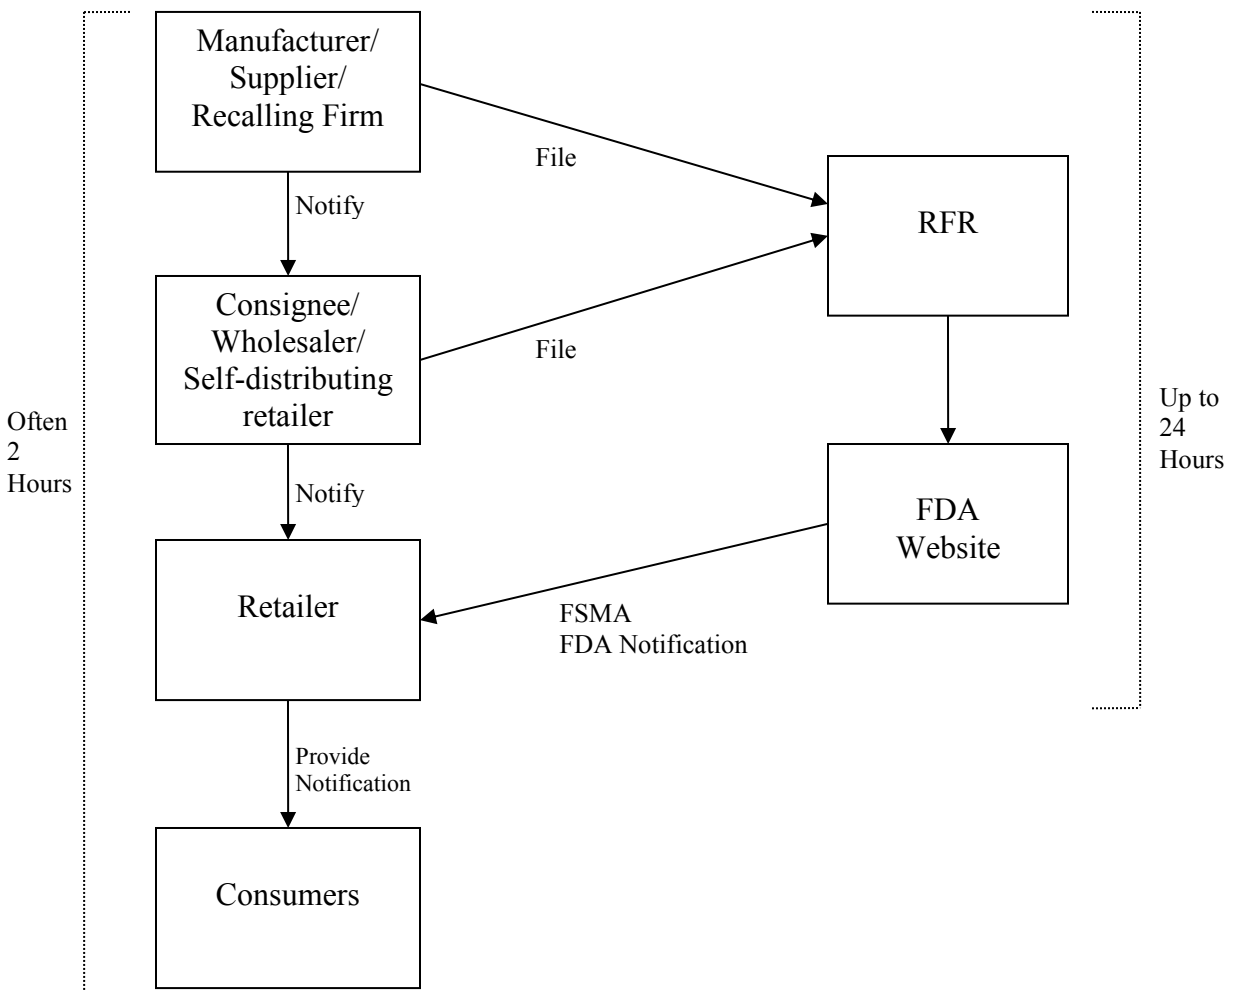 Manufacturer/
Supplier/
Recalling Firm
File
Notify
RFR
Consignee/
Wholesaler/
Self-distributing
retailer
File
Often
2
Hours
Up to
24
Hours
Notify
FDA
Website
Retailer
FSMA
FDA Notification
Provide
Notification
Consumers